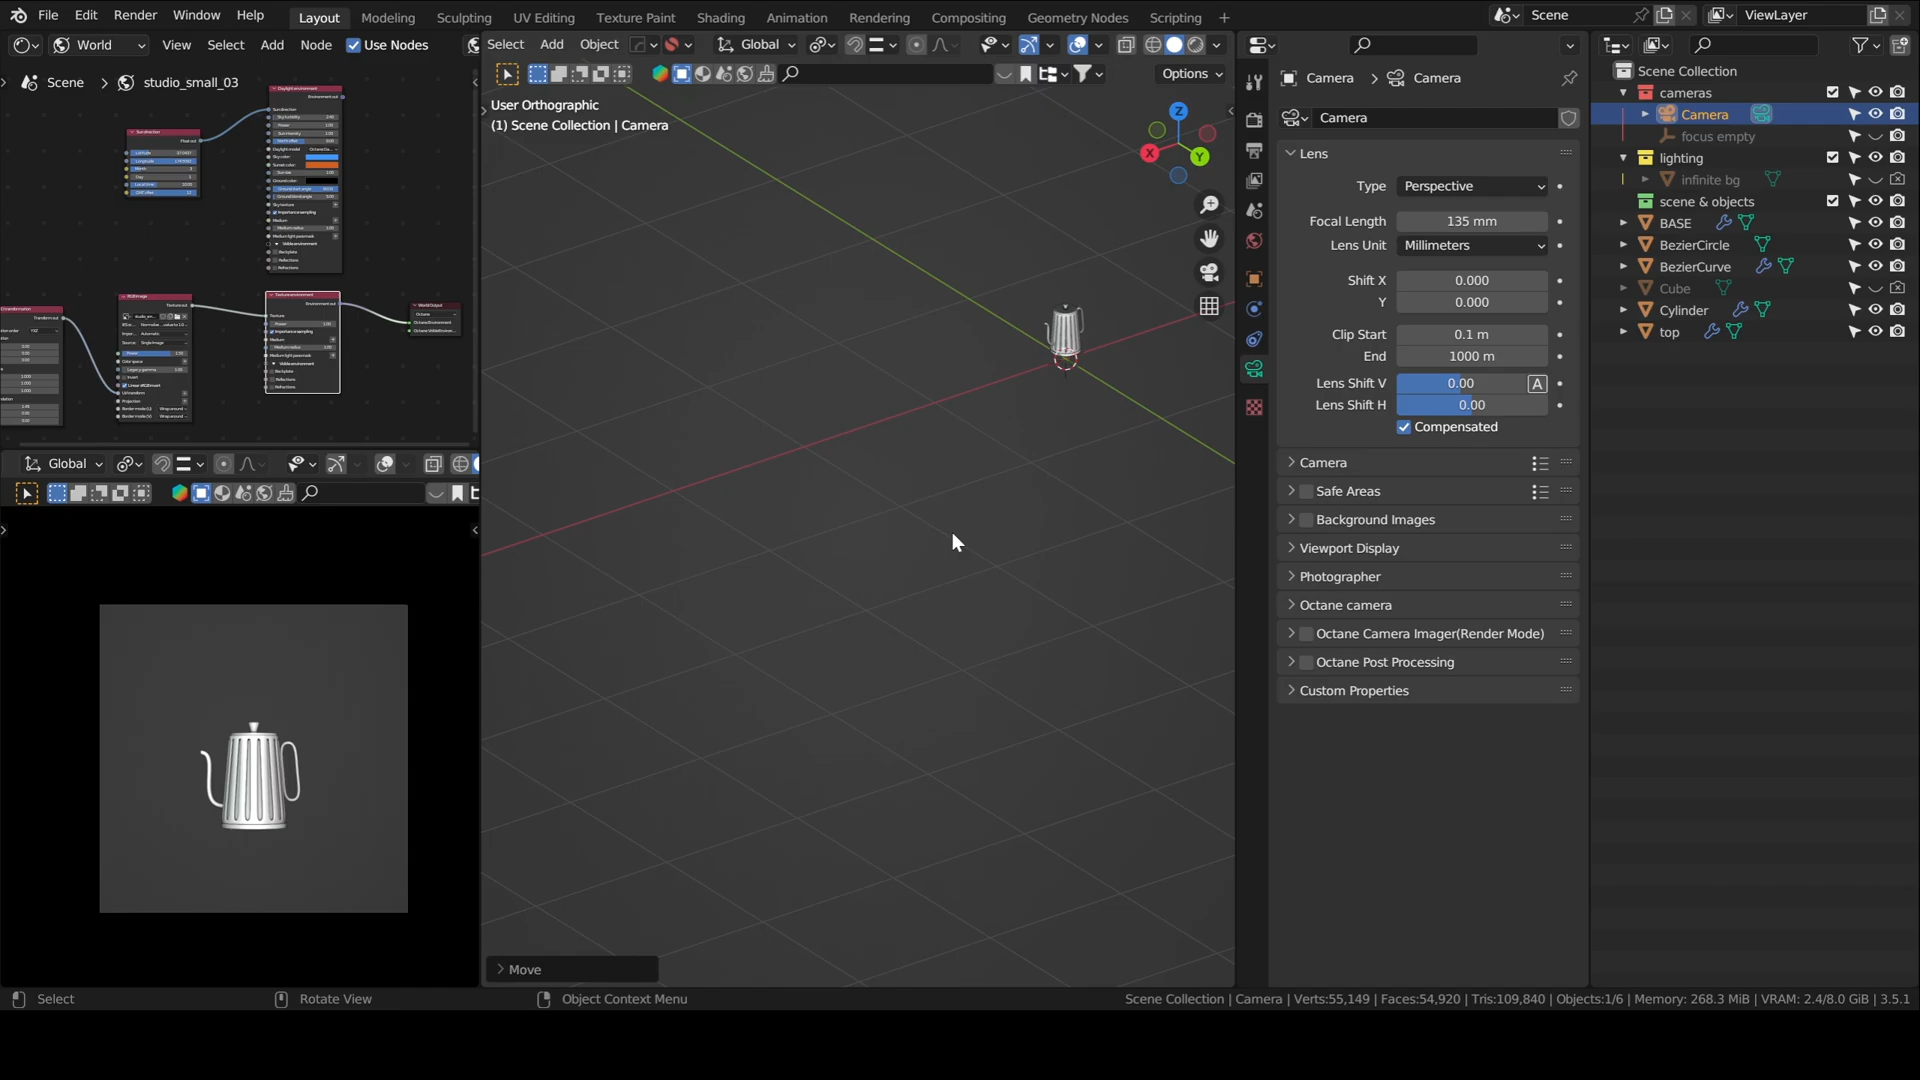 File Edit Render Window Help Layout Modeling Sculpting UV Editing Texture Paint Shading Animation Rendering Compositing Geometry Nodes Scripting + Scene ViewLayer
World View Select Add Node Use Nodes
Select Add Object Global
Options
Scene > studio_small_03
User Orthographic
(1) Scene Collection | Camera
Z
X
Y
Global
Move
Camera > Camera
Camera
Lens
Type Perspective
Focal Length 135 mm
Lens Unit Millimeters
Shift X 0.000
Y 0.000
Clip Start 0.1 m
End 1000 m
Lens Shift V 0.00 A
Lens Shift H 0.00
Compensated
Camera
Safe Areas
Background Images
Viewport Display
Photographer
Octane camera
Octane Camera Imager(Render Mode)
Octane Post Processing
Custom Properties
Scene Collection
cameras
Camera
focus empty
lighting
infinite bg
scene & objects
BASE
BezierCircle
BezierCurve
Cube
Cylinder
top
Select Rotate View Object Context Menu
Scene Collection | Camera | Verts:55,149 | Faces:54,920 | Tris:109,840 | Objects:1/6 | Memory: 268.3 MiB | VRAM: 2.4/8.0 GiB | 3.5.1